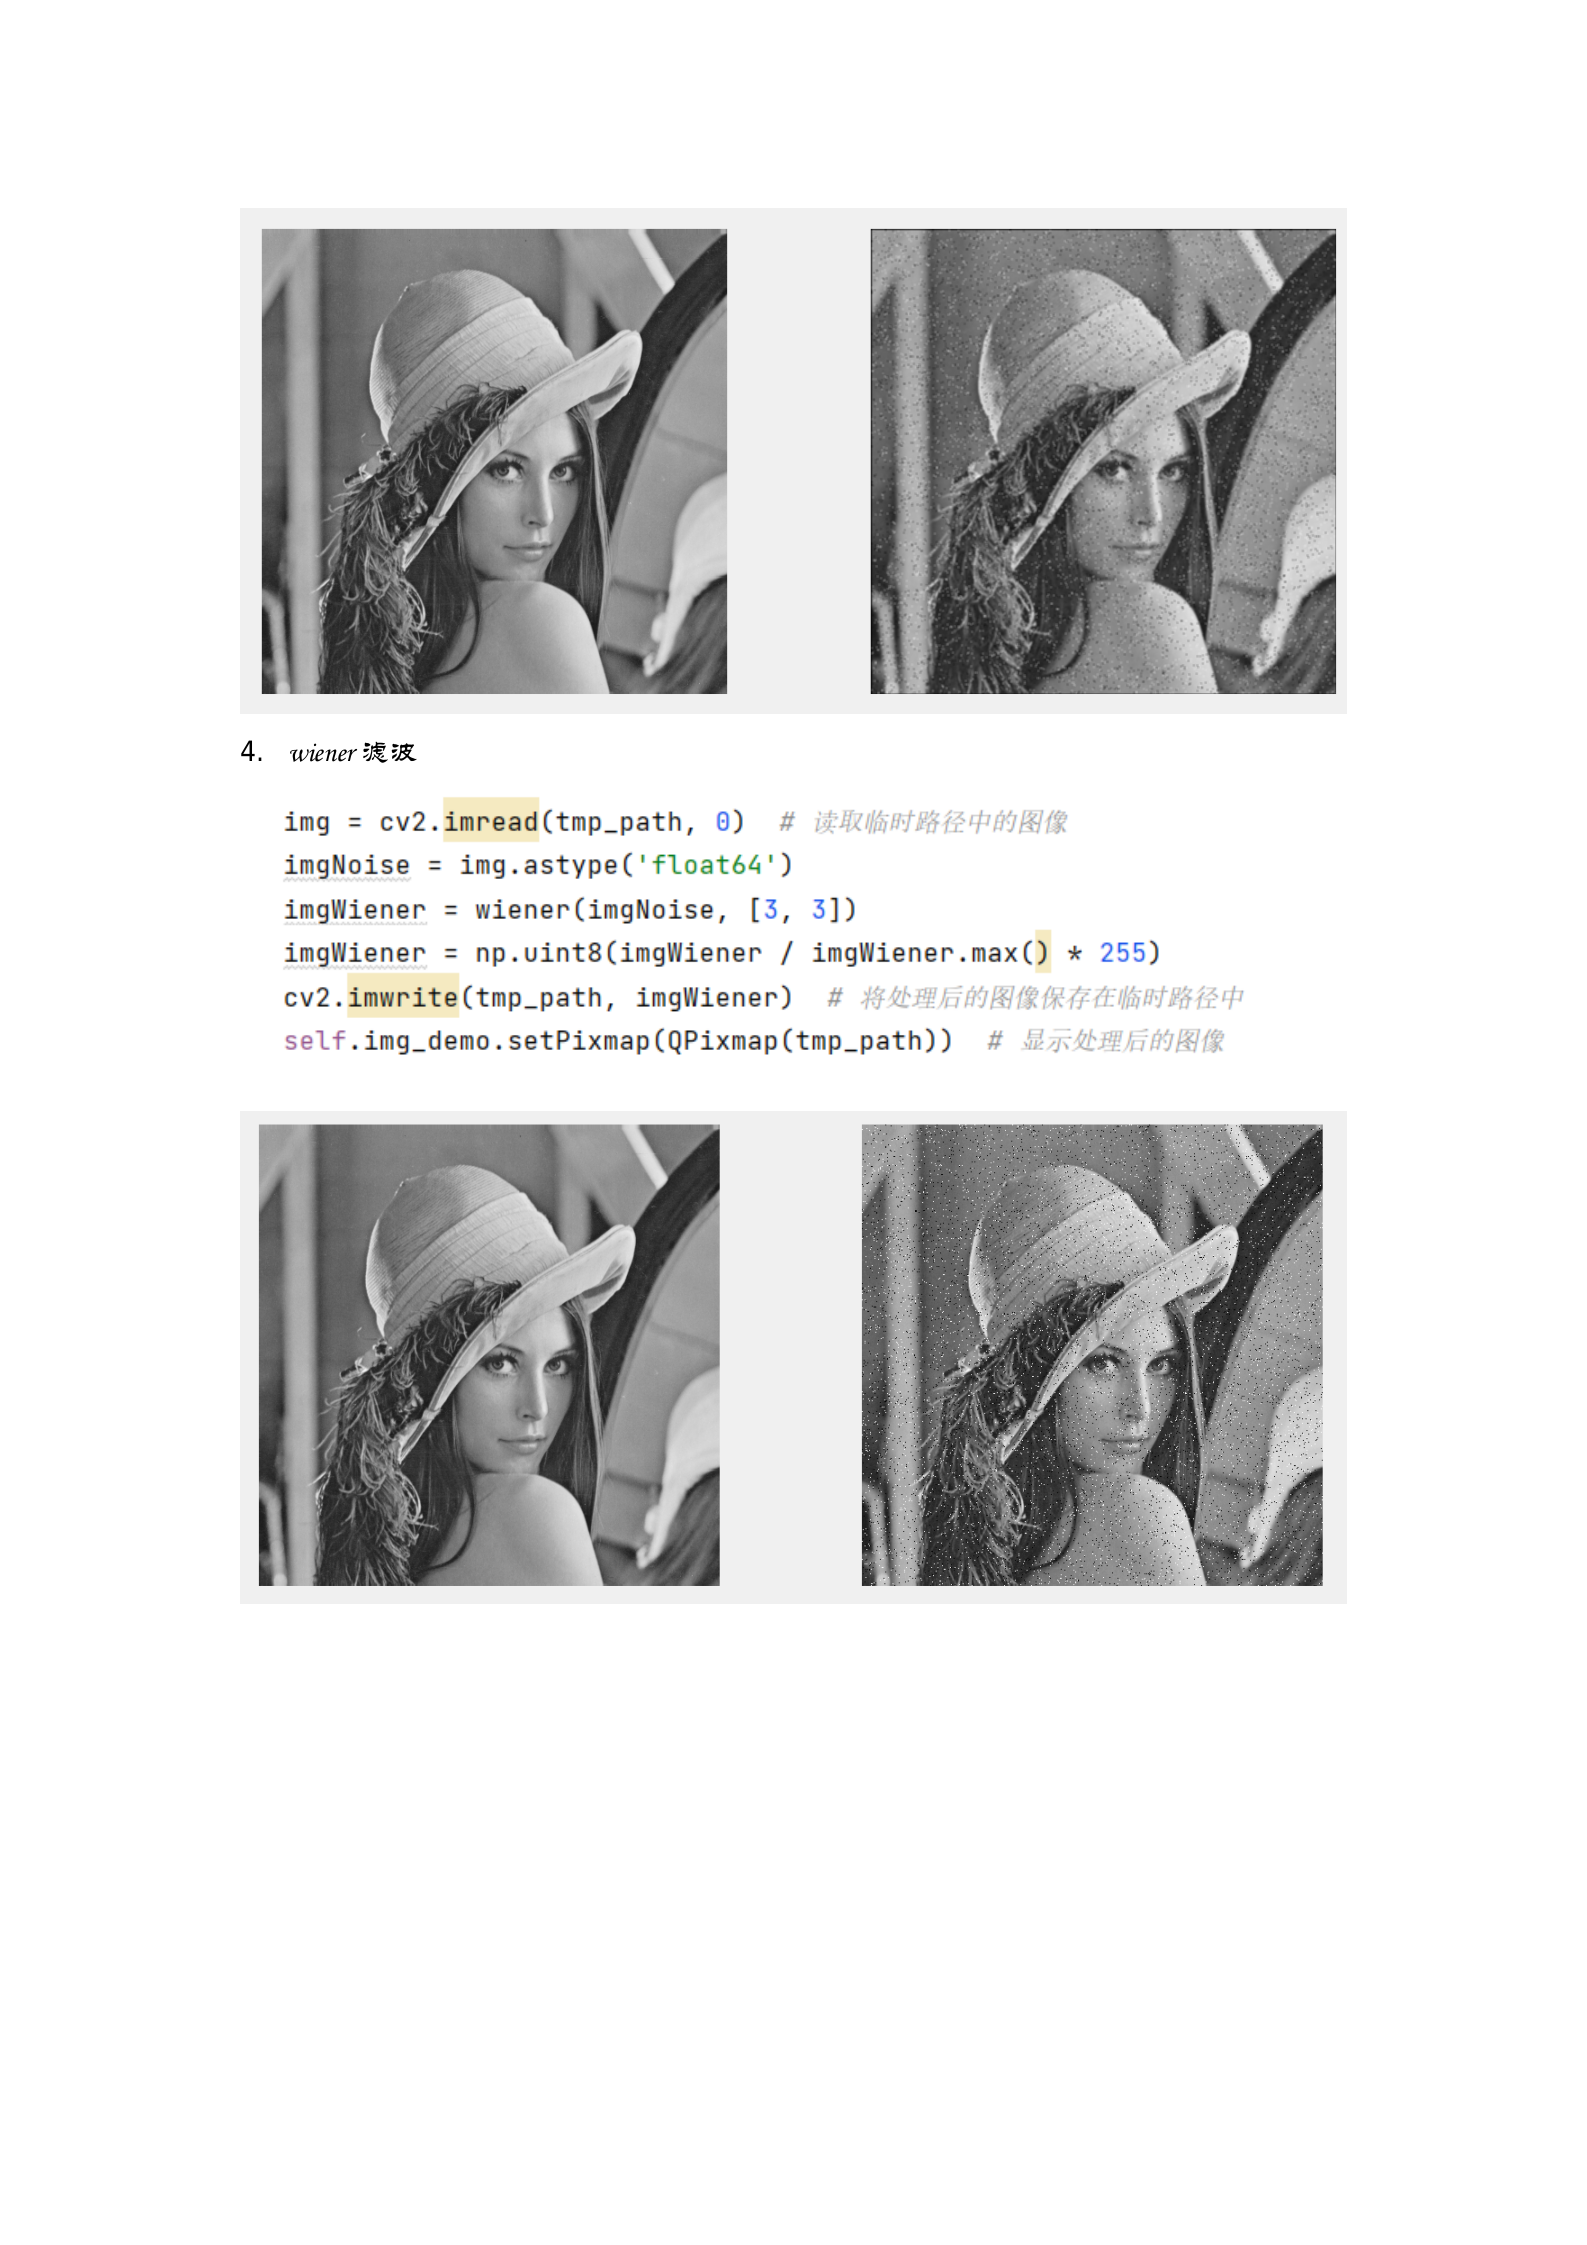 4. wiener 滤波
img = cv2.imread(tmp_path, 0)  # 读取临时路径中的图像
imgNoise = img.astype('float64')
imgWiener = wiener(imgNoise, [3, 3])
imgWiener = np.uint8(imgWiener / imgWiener.max() * 255)
cv2.imwrite(tmp_path, imgWiener)  # 将处理后的图像保存在临时路径中
self.img_demo.setPixmap(QPixmap(tmp_path))  # 显示处理后的图像